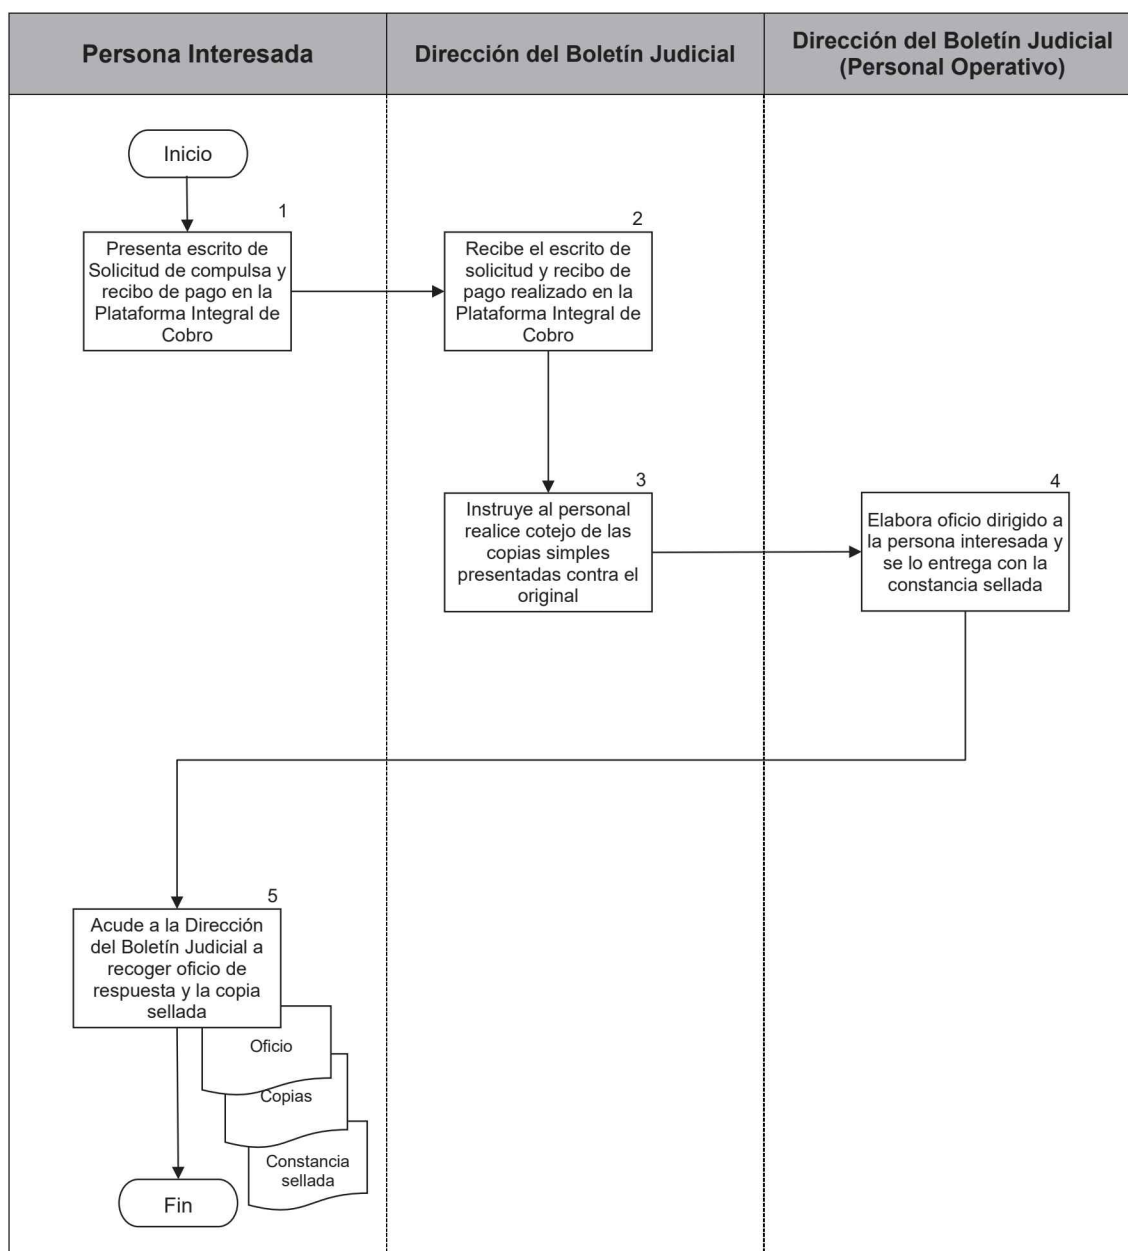 Persona Interesada
Dirección del Boletín Judicial
Dirección del Boletín Judicial
(Personal Operativo)
Inicio
1
Presenta escrito de
Solicitud de compulsa y
recibo de pago en la
Plataforma Integral de
Cobro
2
Recibe el escrito de
solicitud y recibo de
pago realizado en la
Plataforma Integral de
Cobro
3
Instruye al personal
realice cotejo de las
copias simples
presentadas contra el
original
4
Elabora oficio dirigido a
la persona interesada y
se lo entrega con la
constancia sellada
5
Acude a la Dirección
del Boletín Judicial a
recoger oficio de
respuesta y la copia
sellada
Oficio
Copias
Constancia
sellada
Fin